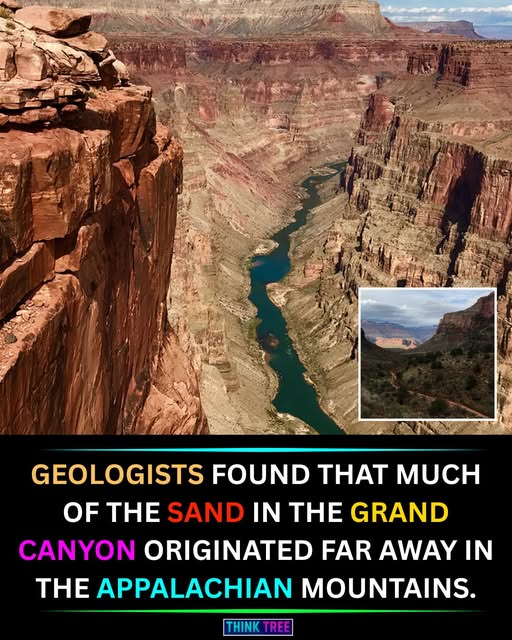 GEOLOGISTS FOUND THAT MUCH
OF THE SAND IN THE GRAND
CANYON ORIGINATED FAR AWAY IN
THE APPALACHIAN MOUNTAINS.
THINK TREE